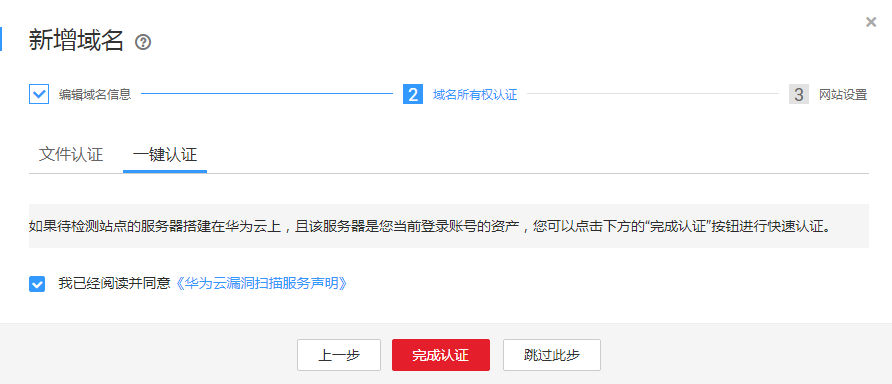 新增域名
编辑域名信息 2 域名所有权认证 3 网站设置
文件认证 一键认证
如果待检测站点的服务器搭建在华为云上，且该服务器是您当前登录账号的资产，您可以点击下方的“完成认证”按钮进行快速认证。
我已经阅读并同意《华为云漏洞扫描服务声明》
上一步 完成认证 跳过此步